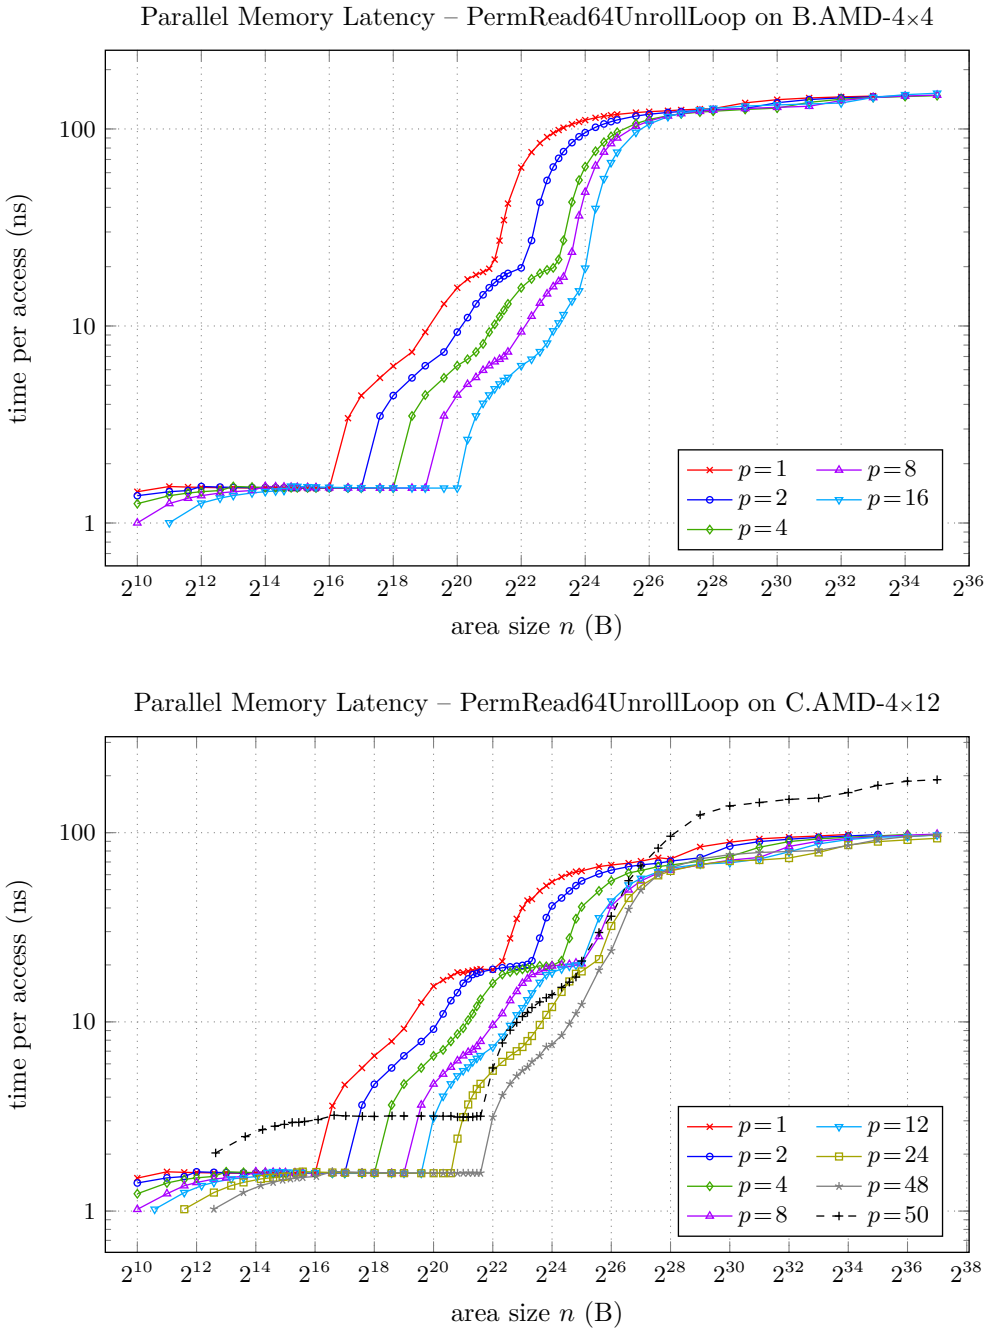 Parallel Memory Latency – PermRead64UnrollLoop on B.AMD-4×4
time per access (ns)
100
10
1
p=1
p=2
p=4
p=8
p=16
2^10 2^12 2^14 2^16 2^18 2^20 2^22 2^24 2^26 2^28 2^30 2^32 2^34 2^36
area size n (B)
Parallel Memory Latency – PermRead64UnrollLoop on C.AMD-4×12
time per access (ns)
100
10
1
p=1
p=2
p=4
p=8
p=12
p=24
p=48
p=50
2^10 2^12 2^14 2^16 2^18 2^20 2^22 2^24 2^26 2^28 2^30 2^32 2^34 2^36 2^38
area size n (B)